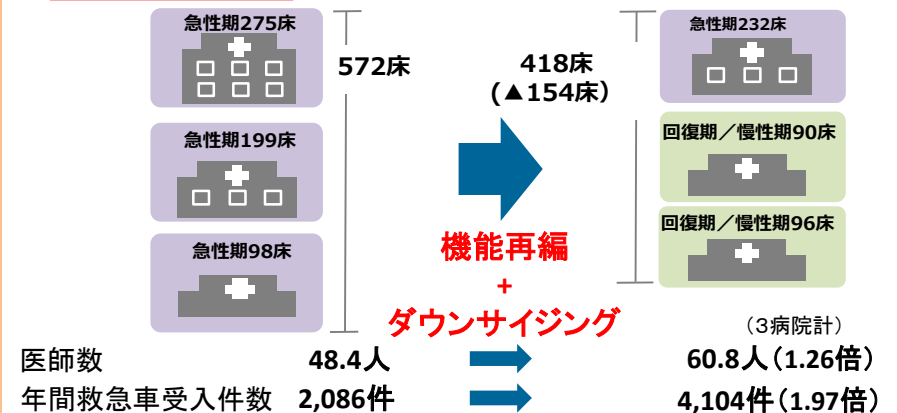 急性期275床
572床
急性期199床
急性期98床
418床
(▲154床)
急性期232床
回復期／慢性期90床
回復期／慢性期96床
機能再編
+
ダウンサイジング
（３病院計）
医師数 48.4人 60.8人（1.26倍）
年間救急車受入件数 2,086件 4,104件（1.97倍）